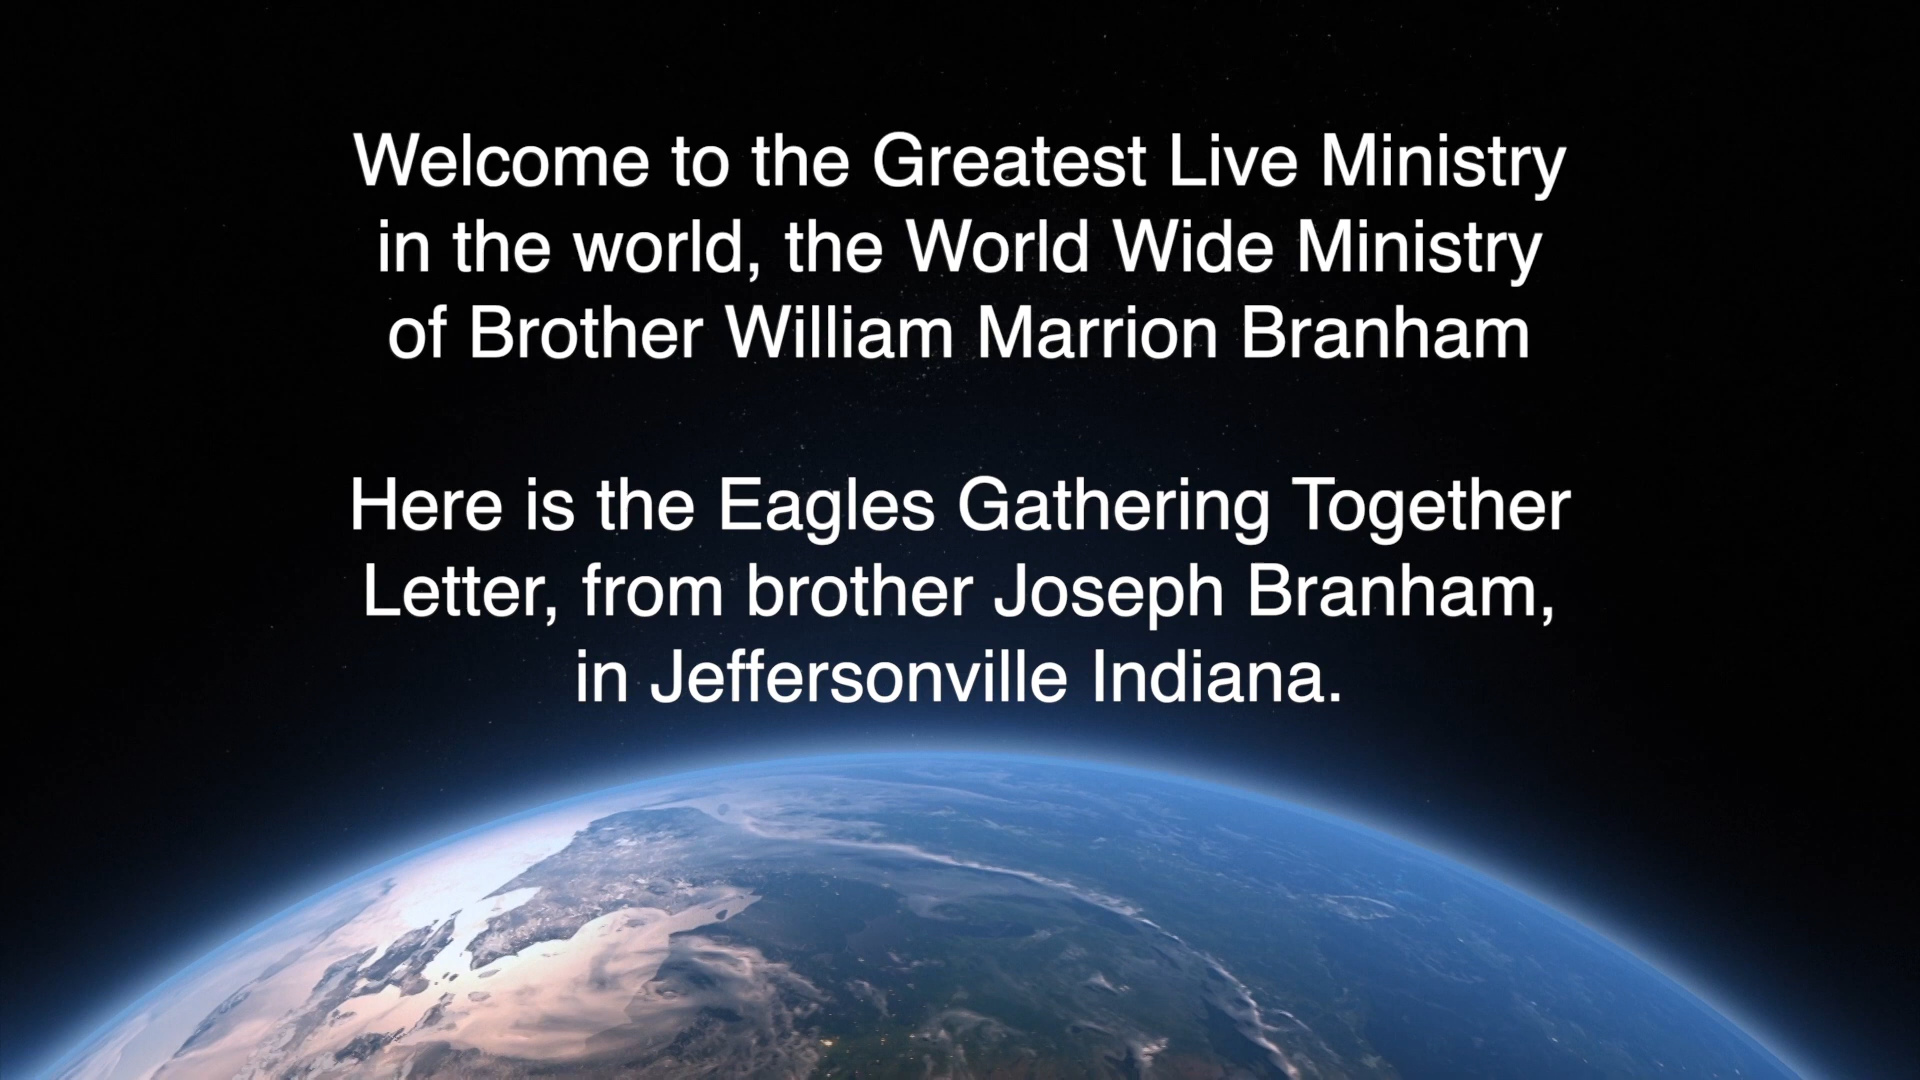 Welcome to the Greatest Live Ministry
in the world, the World Wide Ministry
of Brother William Marrion Branham
Here is the Eagles Gathering Together
Letter, from brother Joseph Branham,
in Jeffersonville Indiana.